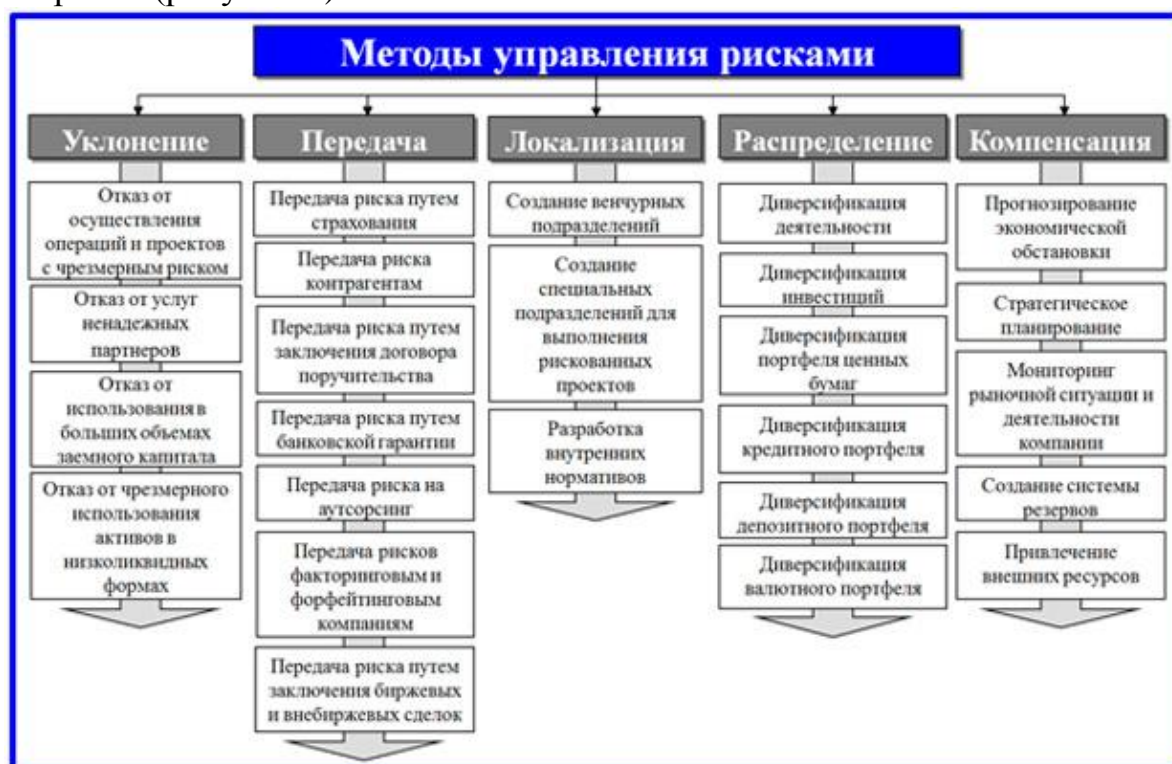 Методы управления рисками
Уклонение
Отказ от
осуществления
операций и проектов
с чрезмерным риском
Отказ от услуг
ненадежных
партнеров
Отказ от
использования в
больших объемах
заемного капитала
Отказ от чрезмерного
использования
активов в
низколиквидных
формах
Передача
Передача риска путем
страхования
Передача риска
контрагентам
Передача риска путем
заключения договора
поручительства
Передача риска путем
банковской гарантии
Передача риска на
аутсорсинг
Передача рисков
факторинговым и
форфейтинговым
компаниям
Передача риска путем
заключения биржевых
и внебиржевых сделок
Локализация
Создание венчурных
подразделений
Создание
специальных
подразделений для
выполнения
рискованных
проектов
Разработка
внутренних
нормативов
Распределение
Диверсификация
деятельности
Диверсификация
инвестиций
Диверсификация
портфеля ценных
бумаг
Диверсификация
кредитного портфеля
Диверсификация
депозитного портфеля
Диверсификация
валютного портфеля
Компенсация
Прогнозирование
экономической
обстановки
Стратегическое
планирование
Мониторинг
рыночной ситуации и
деятельности
компании
Создание системы
резервов
Привлечение
внешних ресурсов